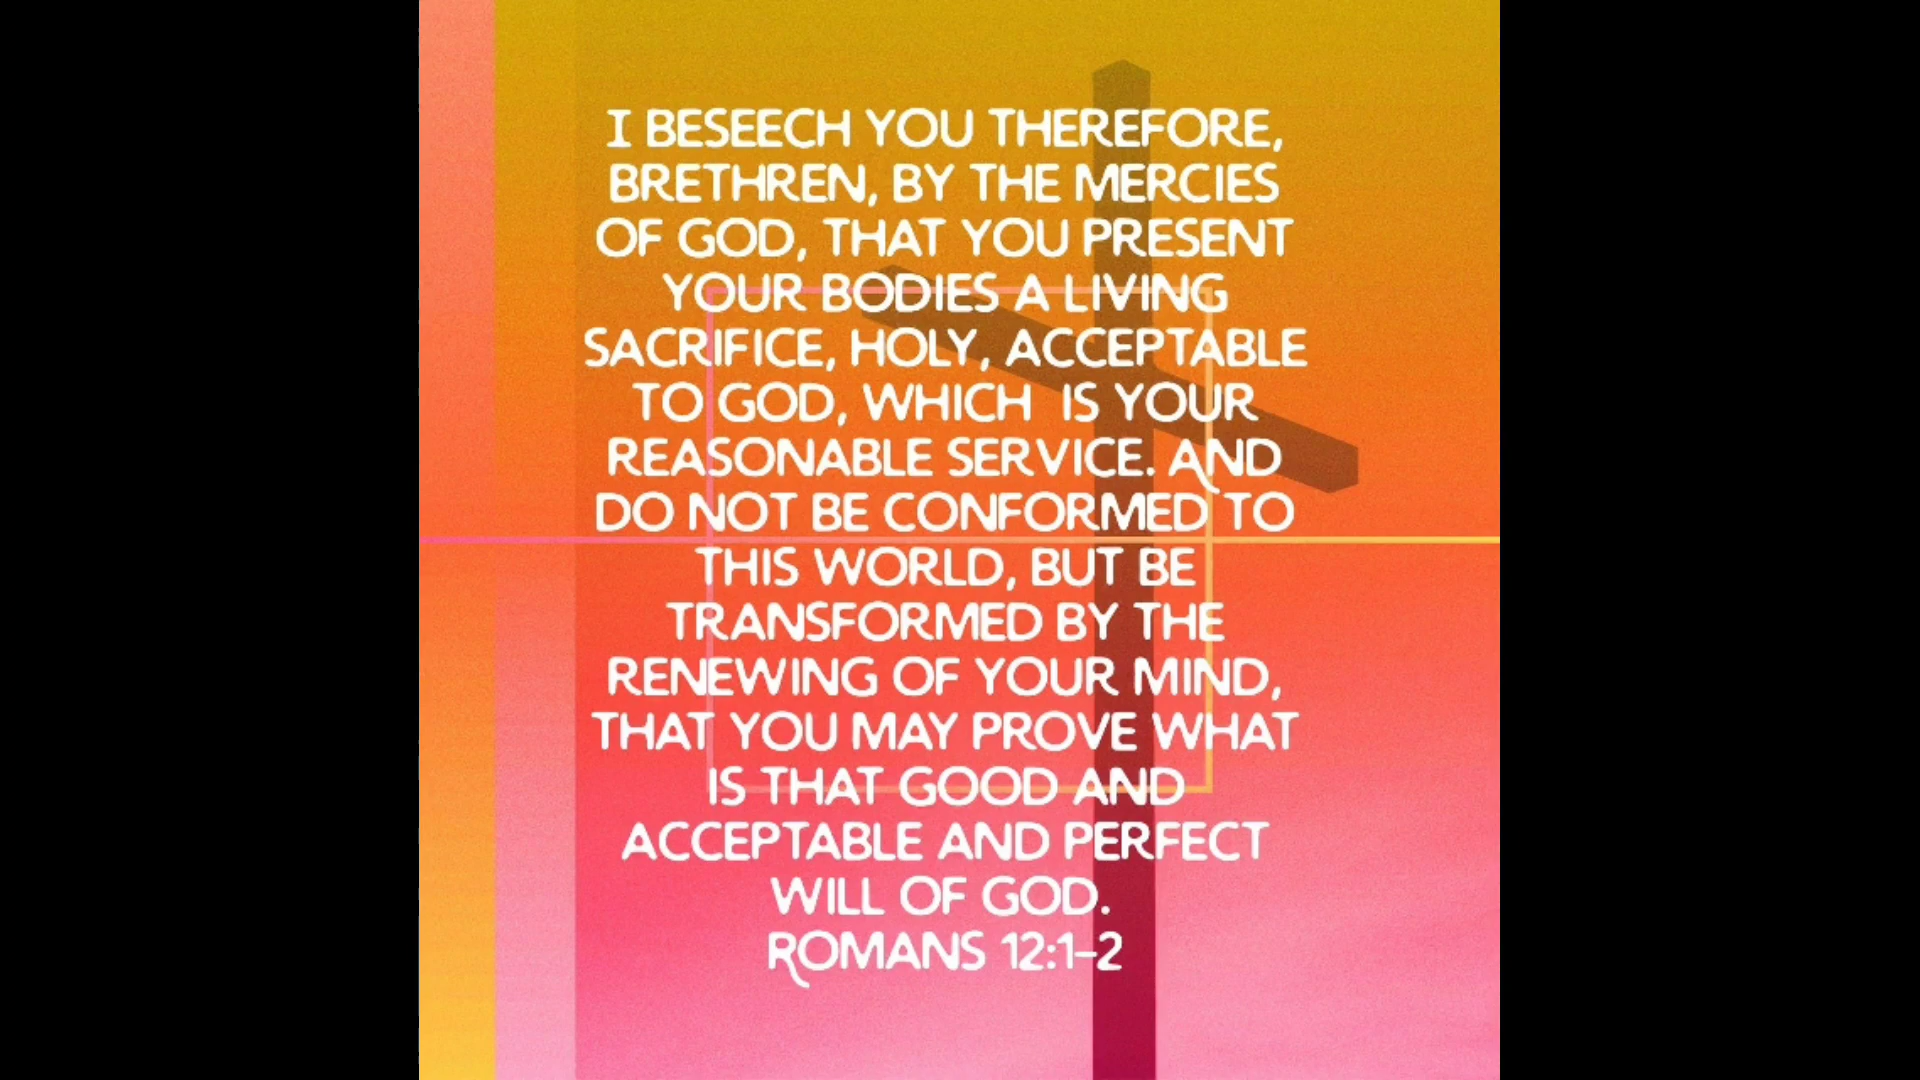 I BESEECH YOU THEREFORE,
BRETHREN, BY THE MERCIES
OF GOD, THAT YOU PRESENT
YOUR BODIES A LIVING
SACRIFICE, HOLY, ACCEPTABLE
TO GOD, WHICH IS YOUR
REASONABLE SERVICE. AND
DO NOT BE CONFORMED TO
THIS WORLD, BUT BE
TRANSFORMED BY THE
RENEWING OF YOUR MIND,
THAT YOU MAY PROVE WHAT
IS THAT GOOD AND
ACCEPTABLE AND PERFECT
WILL OF GOD.
ROMANS 12:1-2